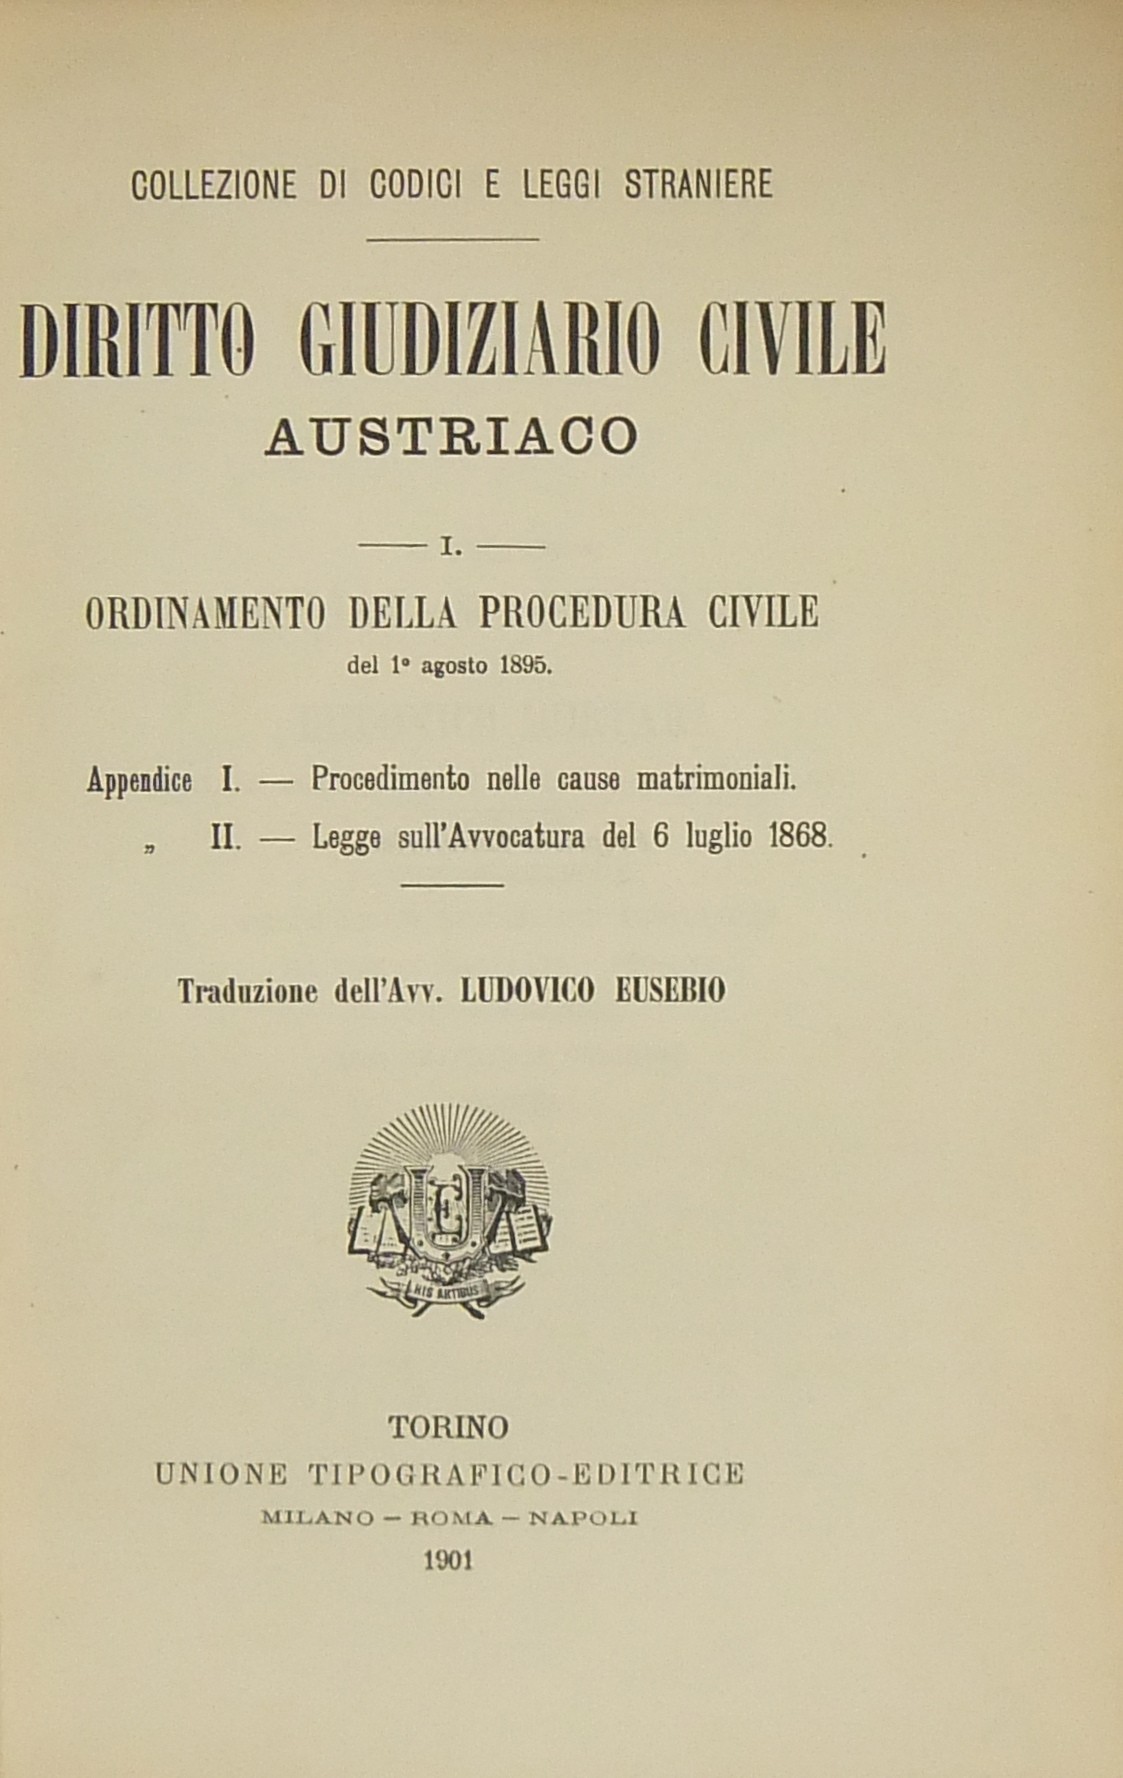 COLLEZIONE DI CODICI E LEGGI STRANIERE
DIRITTO GIUDIZIARIO CIVILE
AUSTRIACO
— I. —
ORDINAMENTO DELLA PROCEDURA CIVILE
del 1º agosto 1895.
Appendice I. — Procedimento nelle cause matrimoniali.
„ II. — Legge sull'Avvocatura del 6 luglio 1868.
Traduzione dell'Avv. LUDOVICO EUSEBIO
UTE
HIS ARTIBUS
TORINO
UNIONE TIPOGRAFICO-EDITRICE
MILANO — ROMA — NAPOLI
1901